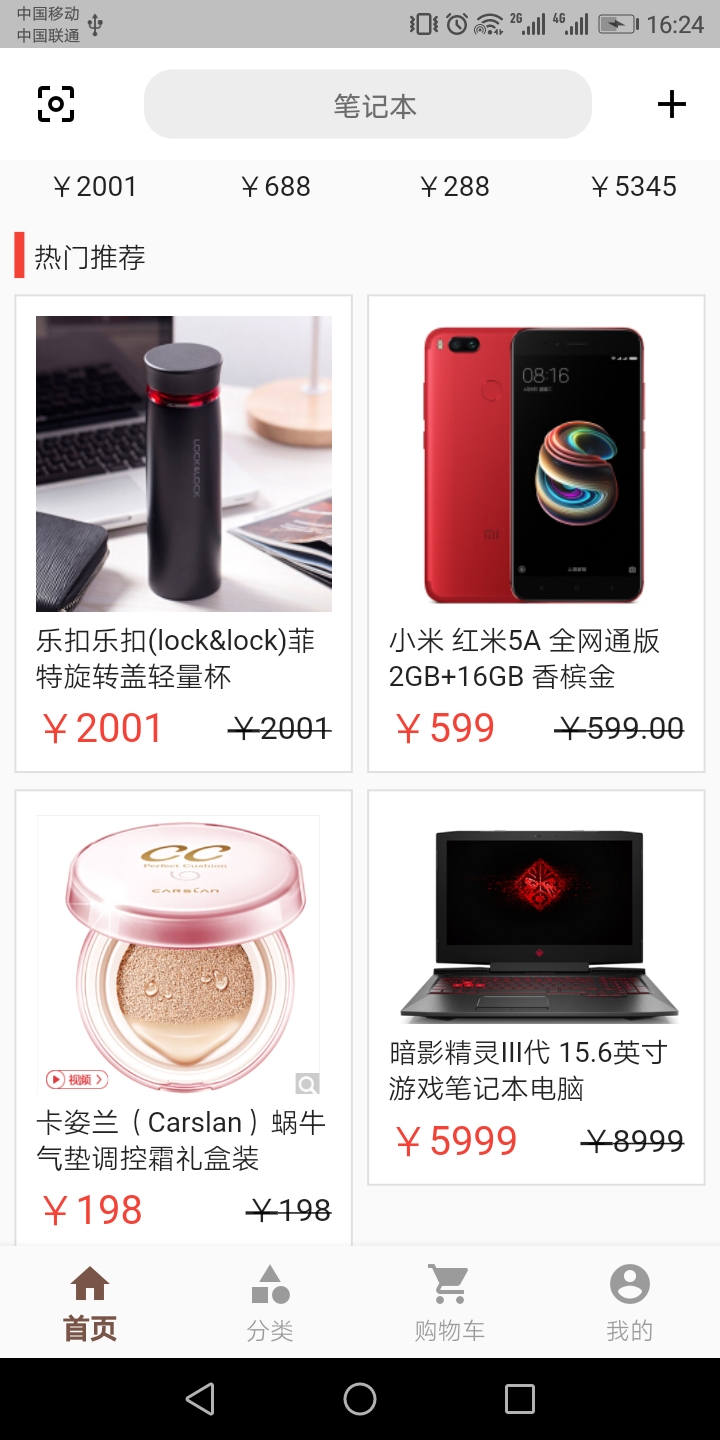 中国移动
中国联通
2G
4G
16:24
笔记本
￥2001
￥688
￥288
￥5345
热门推荐
LOCK&LOCK
08:16
MI
乐扣乐扣(lock&lock)菲
特旋转盖轻量杯
￥2001
￥2001
小米 红米5A 全网通版
2GB+16GB 香槟金
￥599
￥599.00
CC
Perfect Cushion
CARSLAN
视频
卡姿兰（Carslan）蜗牛
气垫调控霜礼盒装
￥198
￥198
暗影精灵III代 15.6英寸
游戏笔记本电脑
￥5999
￥8999
首页
分类
购物车
我的